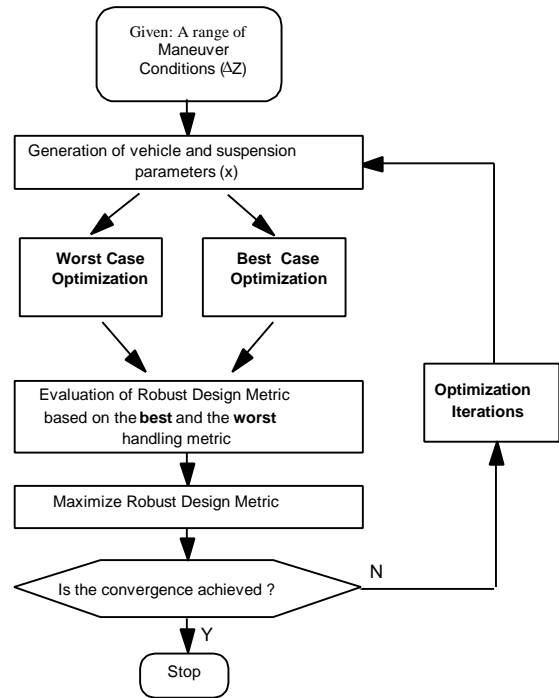 Given: A range of
Maneuver
Conditions (ΔZ)
Generation of vehicle and suspension
parameters (x)
Worst Case
Optimization
Best Case
Optimization
Evaluation of Robust Design Metric
based on the best and the worst
handling metric
Optimization
Iterations
Maximize Robust Design Metric
Is the convergence achieved ?
N
Y
Stop